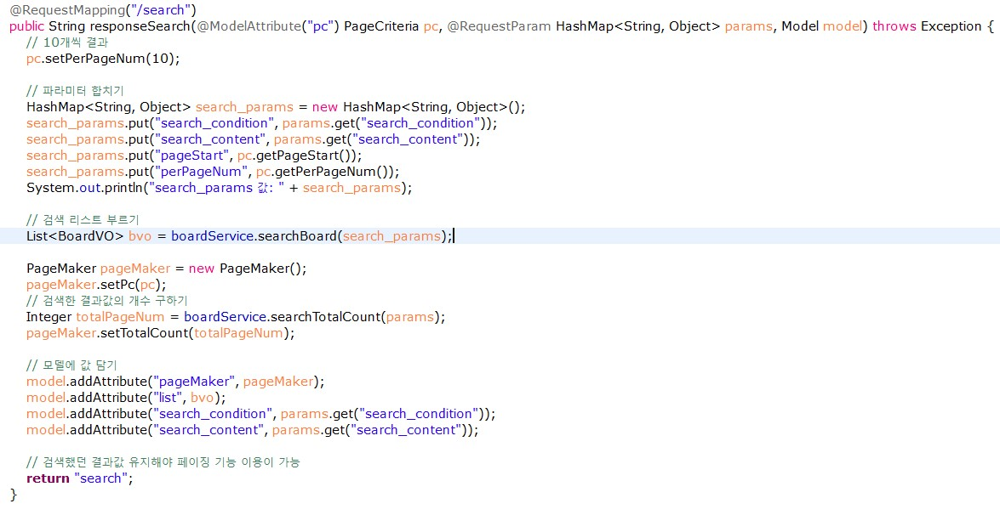 @RequestMapping("/search")
public String responseSearch(@ModelAttribute("pc") PageCriteria pc, @RequestParam HashMap<String, Object> params, Model model) throws Exception {
// 10개씩 결과
pc.setPerPageNum(10);
// 파라미터 합치기
HashMap<String, Object> search_params = new HashMap<String, Object>();
search_params.put("search_condition", params.get("search_condition"));
search_params.put("search_content", params.get("search_content"));
search_params.put("pageStart", pc.getPageStart());
search_params.put("perPageNum", pc.getPerPageNum());
System.out.println("search_params 값: " + search_params);
// 검색 리스트 부르기
List<BoardVO> bvo = boardService.searchBoard(search_params);
PageMaker pageMaker = new PageMaker();
pageMaker.setPc(pc);
// 검색한 결과값의 개수 구하기
Integer totalPageNum = boardService.searchTotalCount(params);
pageMaker.setTotalCount(totalPageNum);
// 모델에 값 담기
model.addAttribute("pageMaker", pageMaker);
model.addAttribute("list", bvo);
model.addAttribute("search_condition", params.get("search_condition"));
model.addAttribute("search_content", params.get("search_content"));
// 검색했던 결과값 유지해야 페이징 기능 이용이 가능
return "search";
}